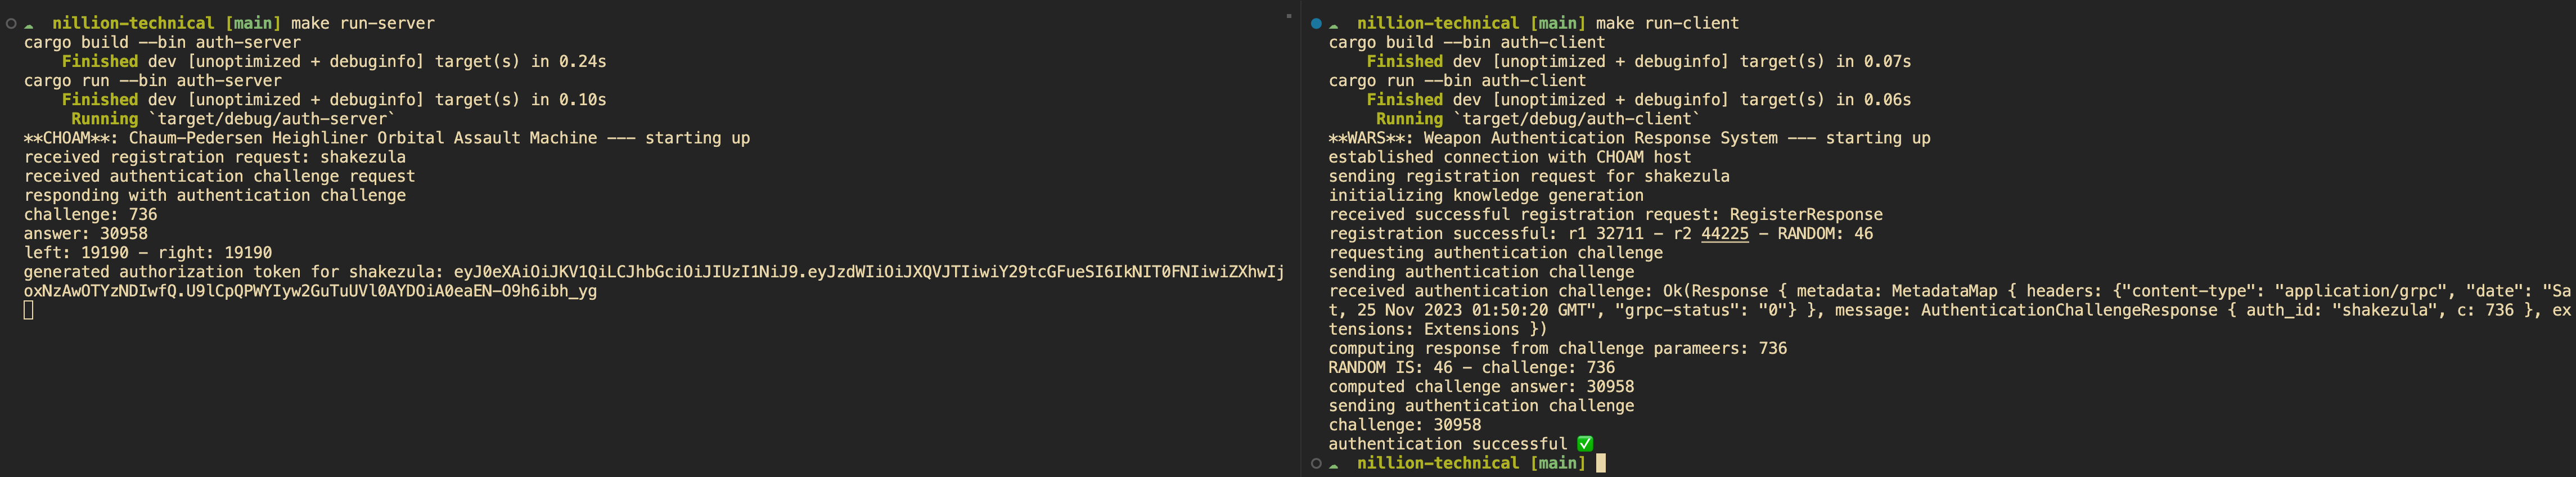 nillion-technical [main] make run-server
cargo build --bin auth-server
Finished dev [unoptimized + debuginfo] target(s) in 0.24s
cargo run --bin auth-server
Finished dev [unoptimized + debuginfo] target(s) in 0.10s
Running `target/debug/auth-server`
**CHOAM**: Chaum-Pedersen Heighliner Orbital Assault Machine --- starting up
received registration request: shakezula
received authentication challenge request
responding with authentication challenge
challenge: 736
answer: 30958
left: 19190 - right: 19190
generated authorization token for shakezula: eyJ0eXAiOiJKV1QiLCJhbGciOiJIUzI1NiJ9.eyJzdWIiOiJXQVJTIiwiY29tcGFueSI6IkNIT0FNIiwiZXhwIj
oxNzAwOTYzNDIwfQ.U9lCpQPWYIyw2GuTuUVl0AYDOiA0eaEN-O9h6ibh_yg
nillion-technical [main] make run-client
cargo build --bin auth-client
Finished dev [unoptimized + debuginfo] target(s) in 0.07s
cargo run --bin auth-client
Finished dev [unoptimized + debuginfo] target(s) in 0.06s
Running `target/debug/auth-client`
**WARS**: Weapon Authentication Response System --- starting up
established connection with CHOAM host
sending registration request for shakezula
initializing knowledge generation
received successful registration request: RegisterResponse
registration successful: r1 32711 - r2 44225 - RANDOM: 46
requesting authentication challenge
sending authentication challenge
received authentication challenge: Ok(Response { metadata: MetadataMap { headers: {"content-type": "application/grpc", "date": "Sa
t, 25 Nov 2023 01:50:20 GMT", "grpc-status": "0"} }, message: AuthenticationChallengeResponse { auth_id: "shakezula", c: 736 }, ex
tensions: Extensions })
computing response from challenge parameers: 736
RANDOM IS: 46 - challenge: 736
computed challenge answer: 30958
sending authentication challenge
challenge: 30958
authentication successful ✅
nillion-technical [main]